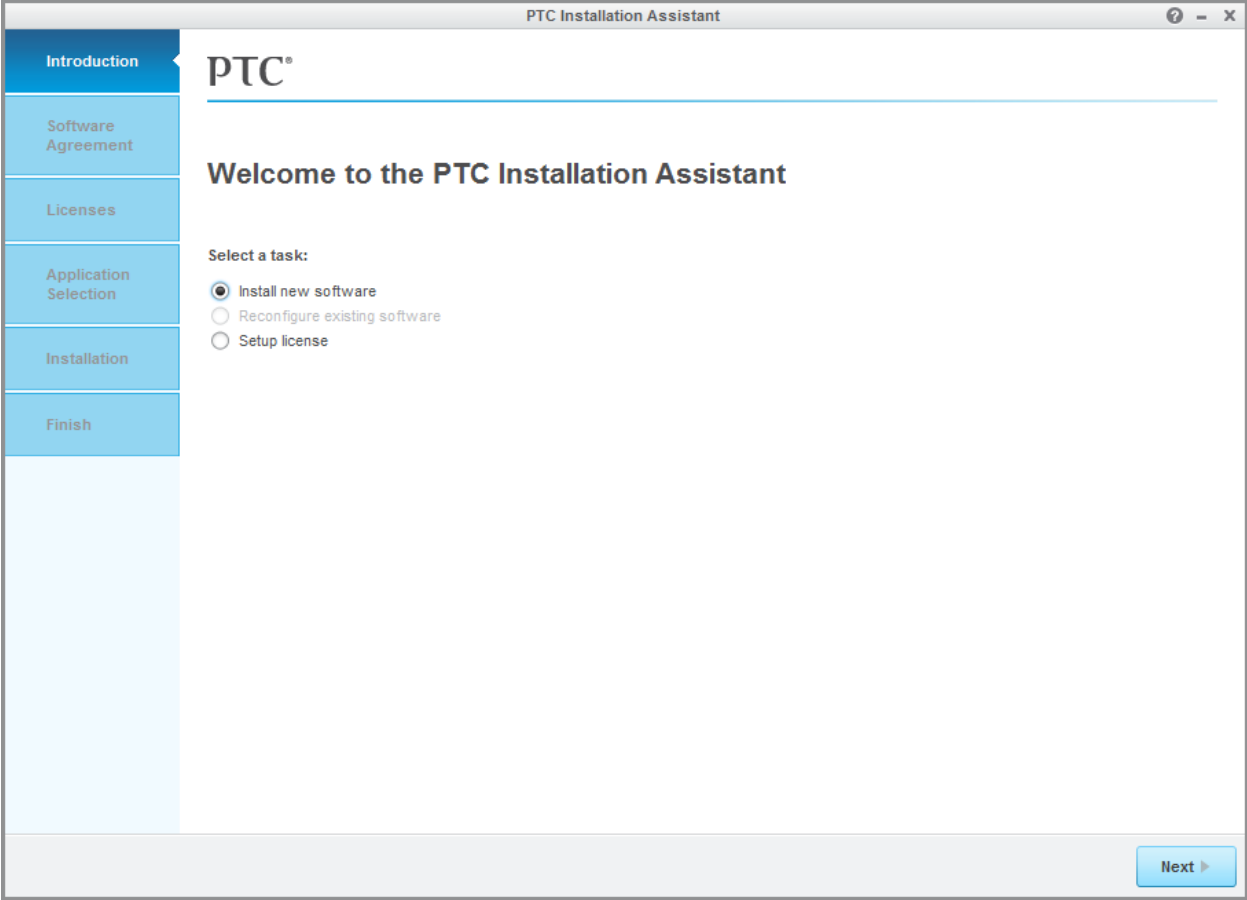 PTC Installation Assistant
Introduction
Software
Agreement
Licenses
Application
Selection
Installation
Finish
PTC®
Welcome to the PTC Installation Assistant
Select a task:
Install new software
Reconfigure existing software
Setup license
Next